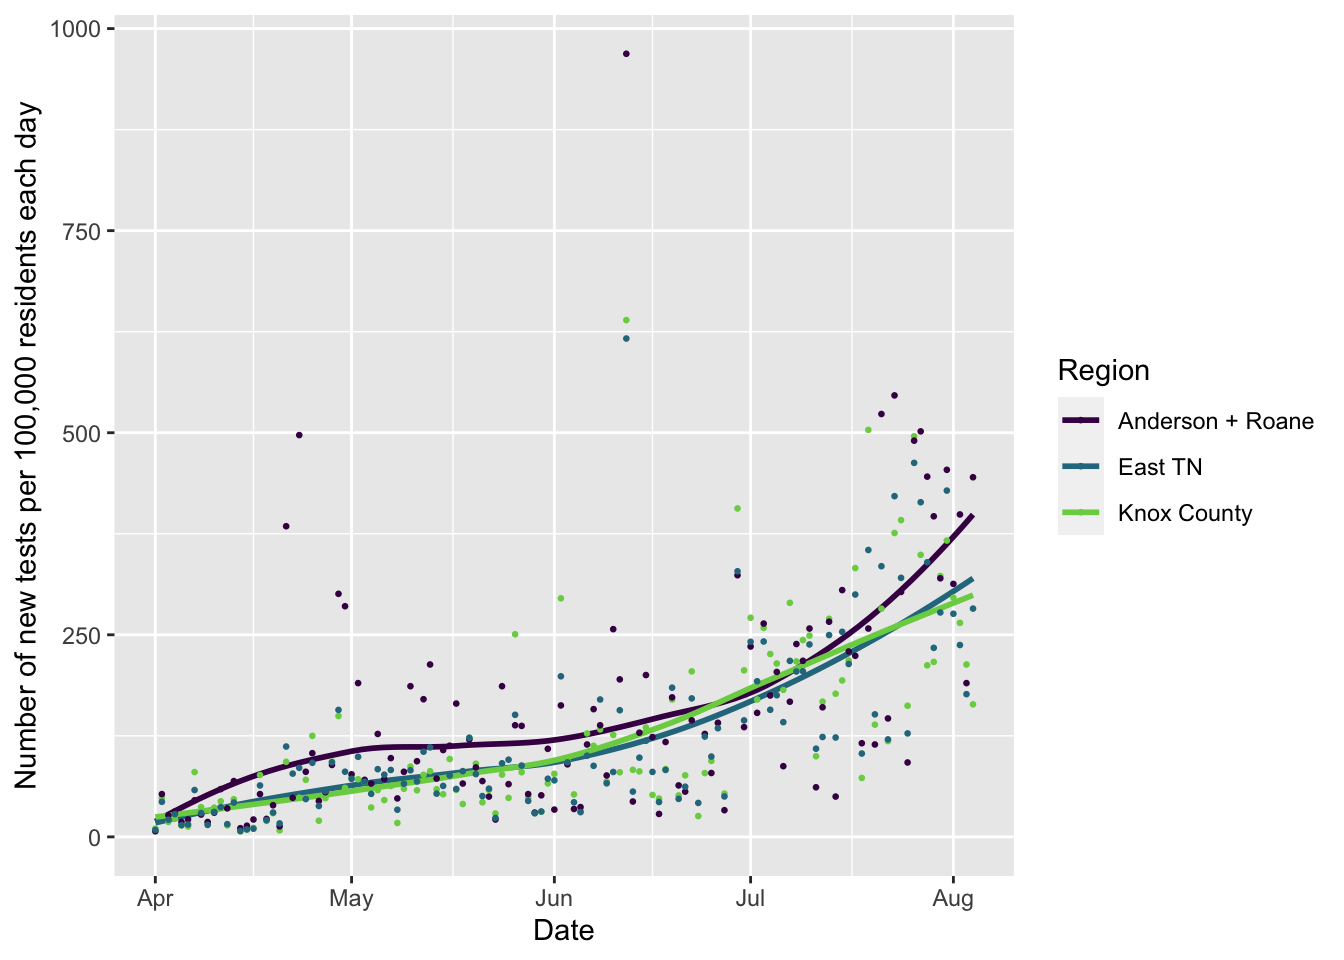 Number of new tests per 100,000 residents each day
1000
750
500
250
0
Apr
May
Jun
Jul
Aug
Date
Region
Anderson + Roane
East TN
Knox County